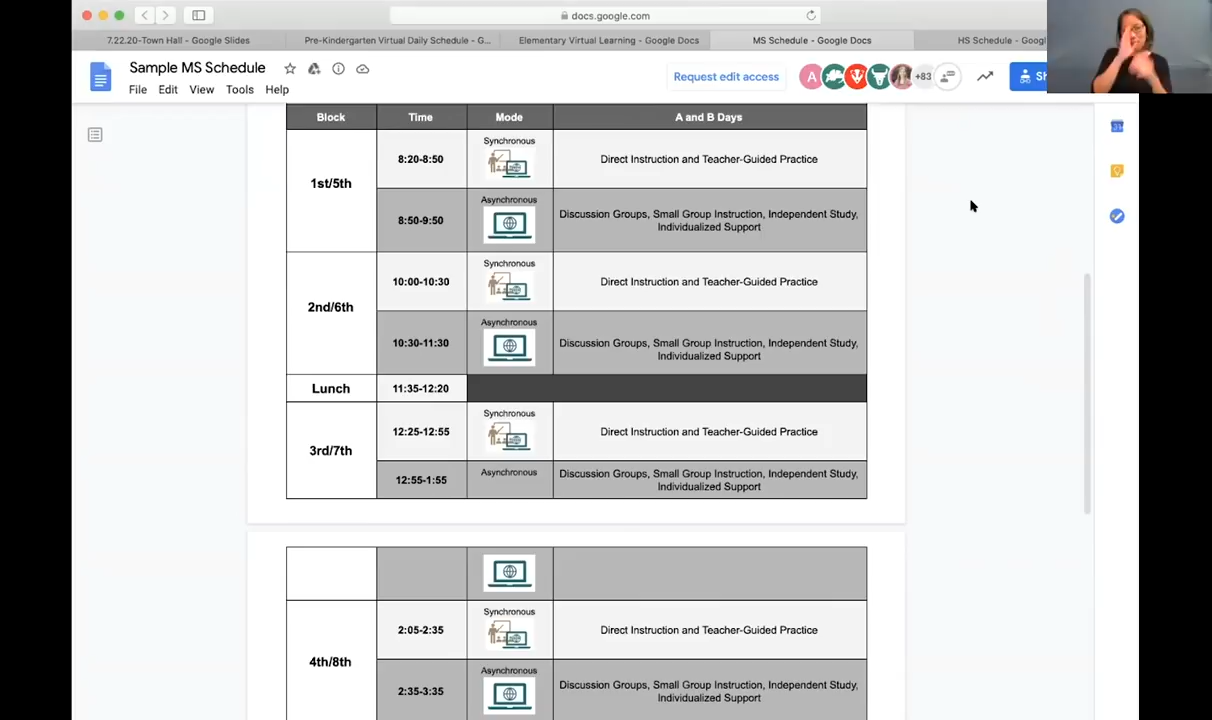 docs.google.com
7.22.20-Town Hall - Google Slides
Pre-Kindergarten Virtual Daily Schedule - G...
Elementary Virtual Learning - Google Docs
MS Schedule - Google Docs
HS Schedule - Googl
Sample MS Schedule
File Edit View Tools Help
Request edit access
A
+83
Sh
Block Time Mode A and B Days
1st/5th
8:20-8:50
Synchronous
Direct Instruction and Teacher-Guided Practice
8:50-9:50
Asynchronous
Discussion Groups, Small Group Instruction, Independent Study,
Individualized Support
2nd/6th
10:00-10:30
Synchronous
Direct Instruction and Teacher-Guided Practice
10:30-11:30
Asynchronous
Discussion Groups, Small Group Instruction, Independent Study,
Individualized Support
Lunch 11:35-12:20
3rd/7th
12:25-12:55
Synchronous
Direct Instruction and Teacher-Guided Practice
12:55-1:55
Asynchronous
Discussion Groups, Small Group Instruction, Independent Study,
Individualized Support
4th/8th
2:05-2:35
Synchronous
Direct Instruction and Teacher-Guided Practice
2:35-3:35
Asynchronous
Discussion Groups, Small Group Instruction, Independent Study,
Individualized Support
31